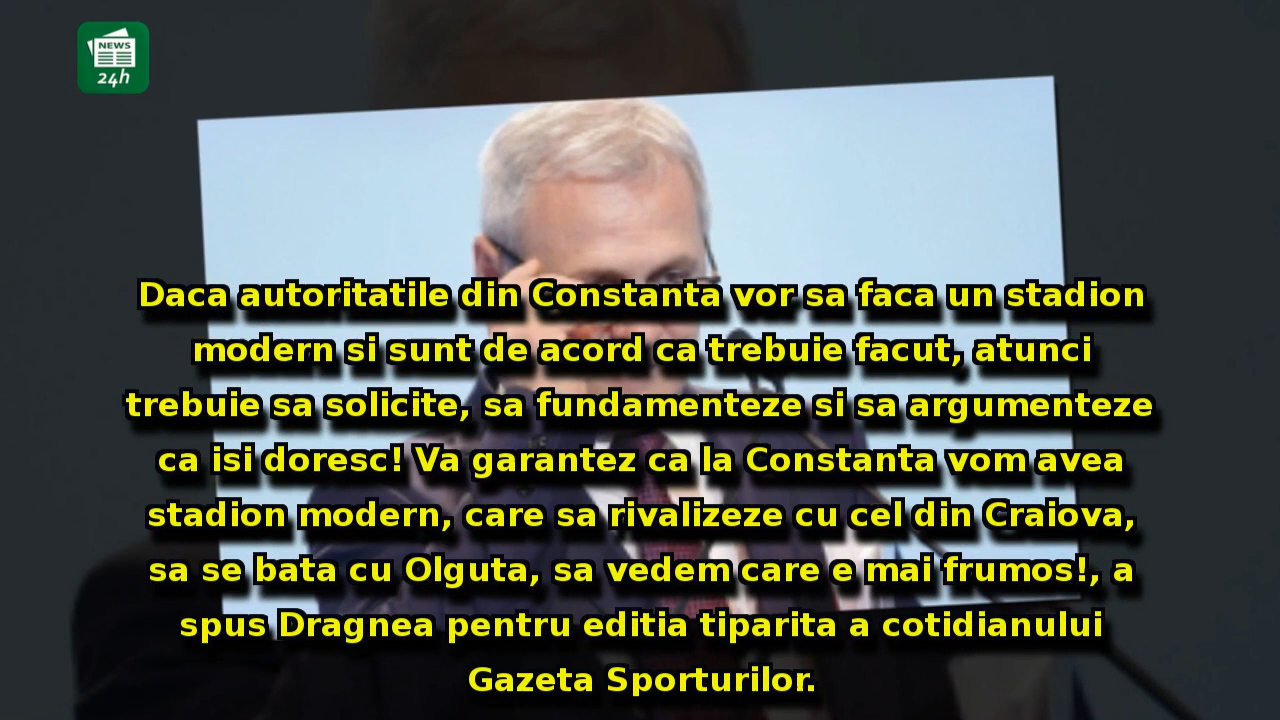 NEWS
24h
Daca autoritatile din Constanta vor sa faca un stadion
modern si sunt de acord ca trebuie facut, atunci
trebuie sa solicite, sa fundamenteze si sa argumenteze
ca isi doresc! Va garantez ca la Constanta vom avea
stadion modern, care sa rivalizeze cu cel din Craiova,
sa se bata cu Olguta, sa vedem care e mai frumos!, a
spus Dragnea pentru editia tiparita a cotidianului
Gazeta Sporturilor.